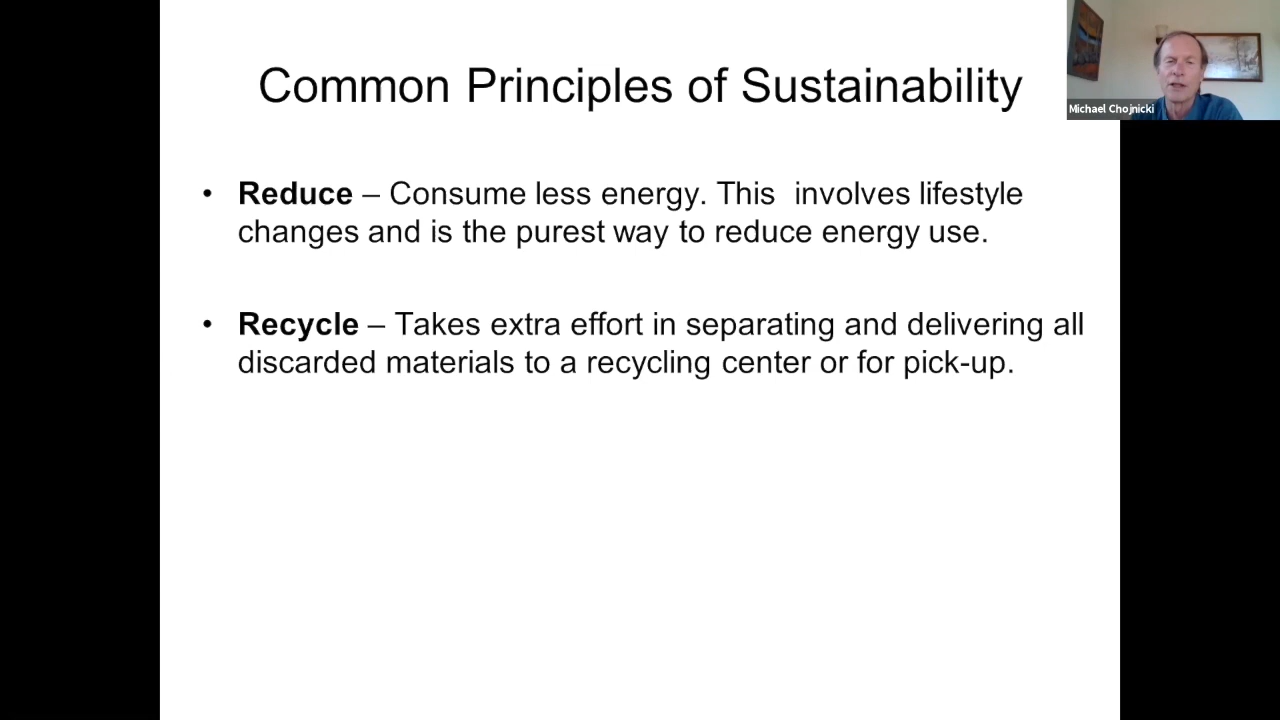 Common Principles of Sustainability
Michael Chojnicki
• Reduce – Consume less energy. This  involves lifestyle
changes and is the purest way to reduce energy use.
• Recycle – Takes extra effort in separating and delivering all
discarded materials to a recycling center or for pick-up.